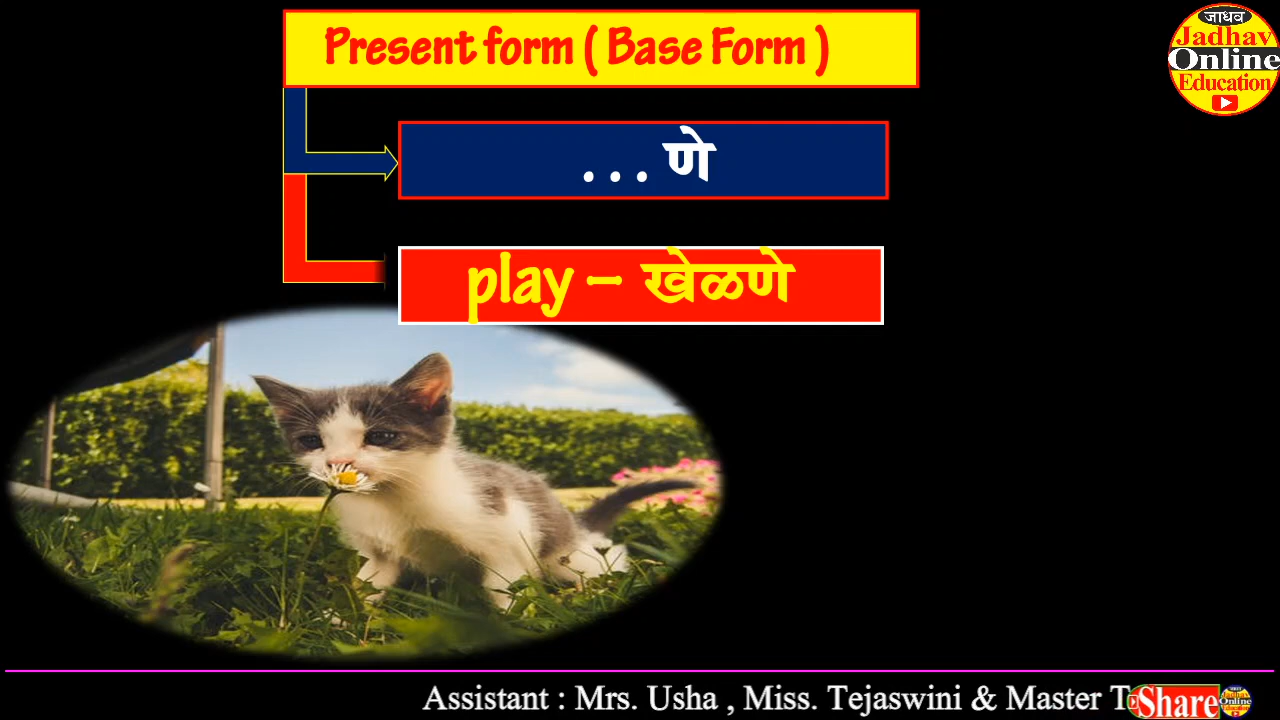 Present form ( Base Form )
. . . णे
play – खेळणे
जाधव
Jadhav
Online
Education
Assistant : Mrs. Usha , Miss. Tejaswini & Master
Share